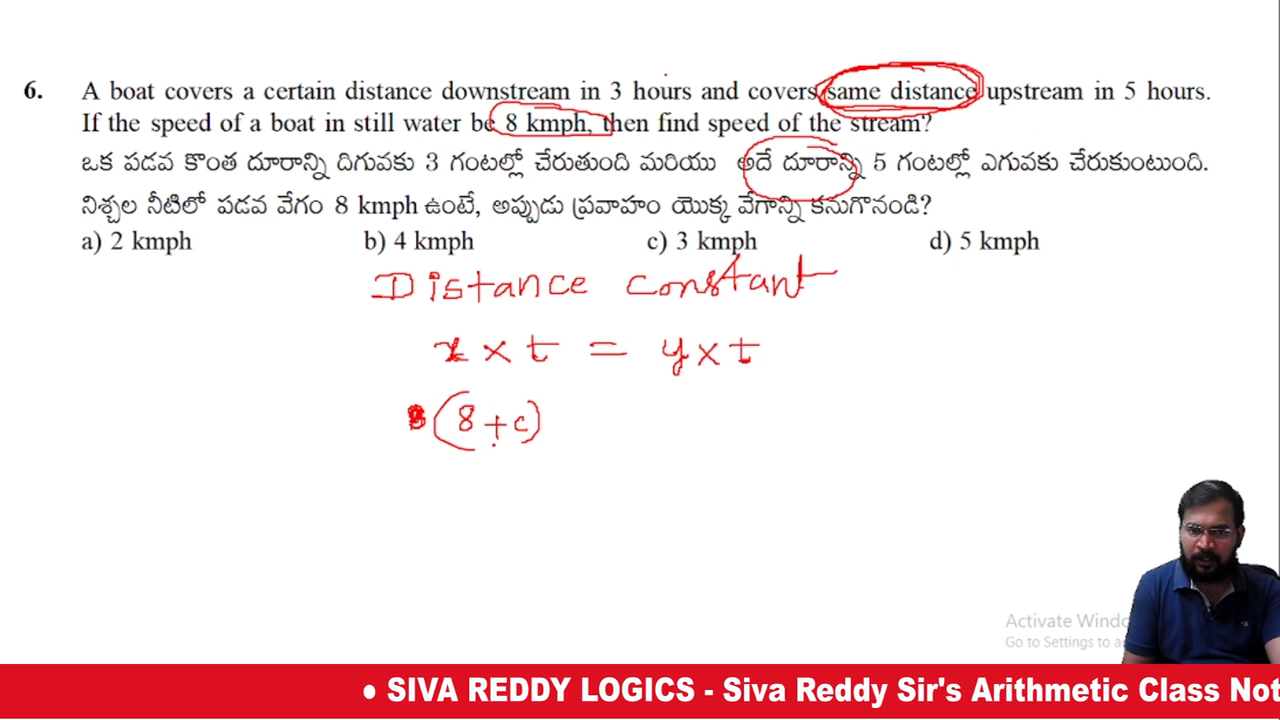 6. A boat covers a certain distance downstream in 3 hours and covers same distance upstream in 5 hours.
If the speed of a boat in still water be 8 kmph, then find speed of the stream?
ఒక పడవ కొంత దూరాన్ని దిగువకు 3 గంటల్లో చేరుతుంది మరియు అదే దూరాన్ని 5 గంటల్లో ఎగువకు చేరుకుంటుంది.
నిశ్చల నీటిలో పడవ వేగం 8 kmph ఉంటే, అప్పుడు ప్రవాహం యొక్క వేగాన్ని కనుగొనండి?
a) 2 kmph b) 4 kmph c) 3 kmph d) 5 kmph
Distance constant
x × t = y × t
(8+c)
Activate Windo
Go to Settings to a
• SIVA REDDY LOGICS - Siva Reddy Sir's Arithmetic Class Not